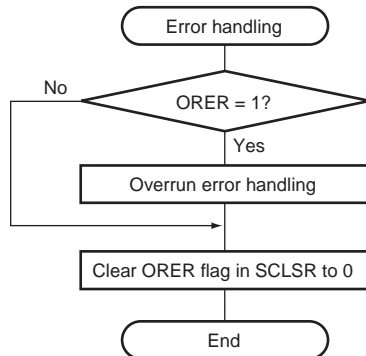 Error handling
No
ORER = 1?
Yes
Overrun error handling
Clear ORER flag in SCLSR to 0
End